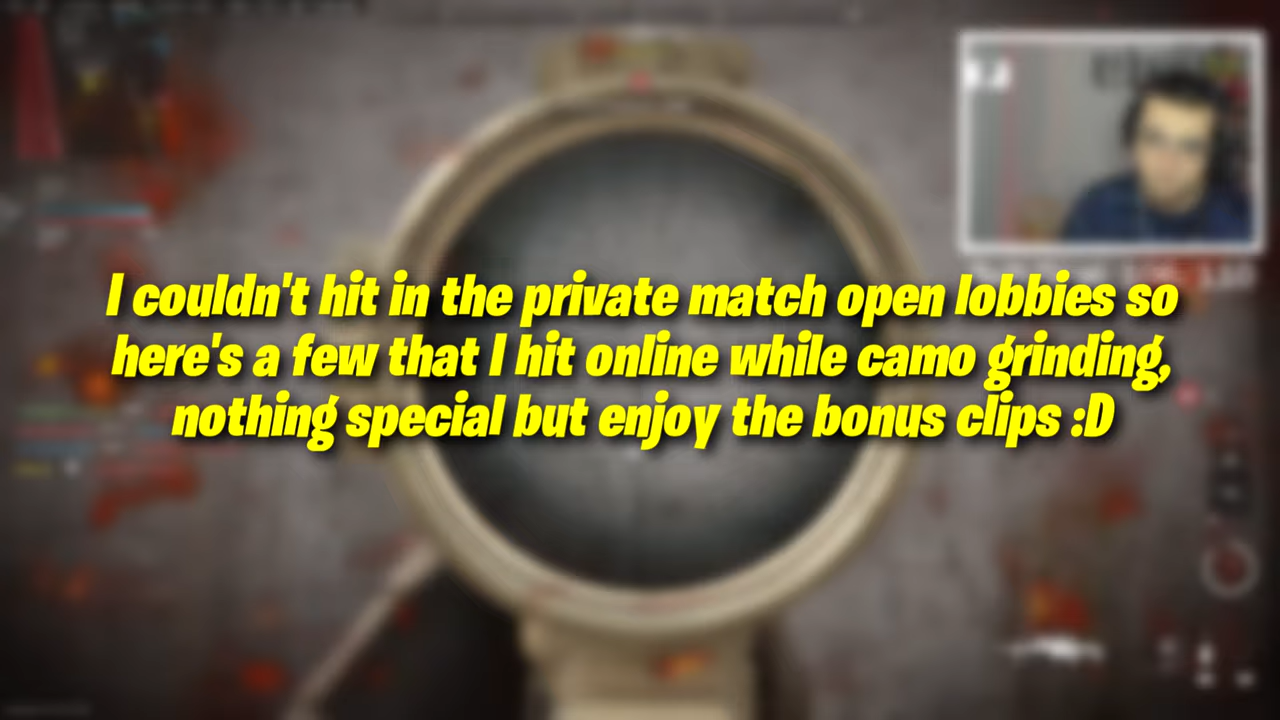 I couldn't hit in the private match open lobbies so
here's a few that I hit online while camo grinding,
nothing special but enjoy the bonus clips :D